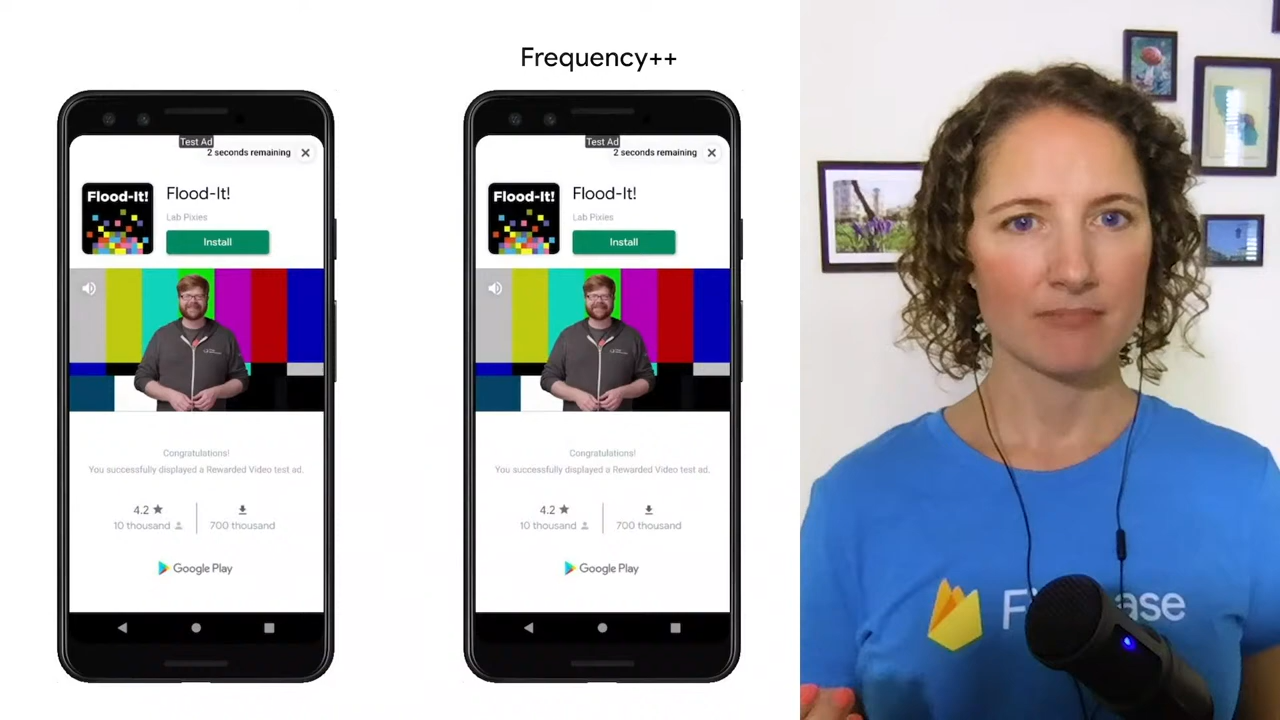 Frequency++
Test Ad
2 seconds remaining
Flood-It!
Flood-It!
Lab Pixies
Install
Congratulations!
You successfully displayed a Rewarded Video test ad.
4.2
10 thousand
700 thousand
Google Play
Test Ad
2 seconds remaining
Flood-It!
Flood-It!
Lab Pixies
Install
Congratulations!
You successfully displayed a Rewarded Video test ad.
4.2
10 thousand
700 thousand
Google Play